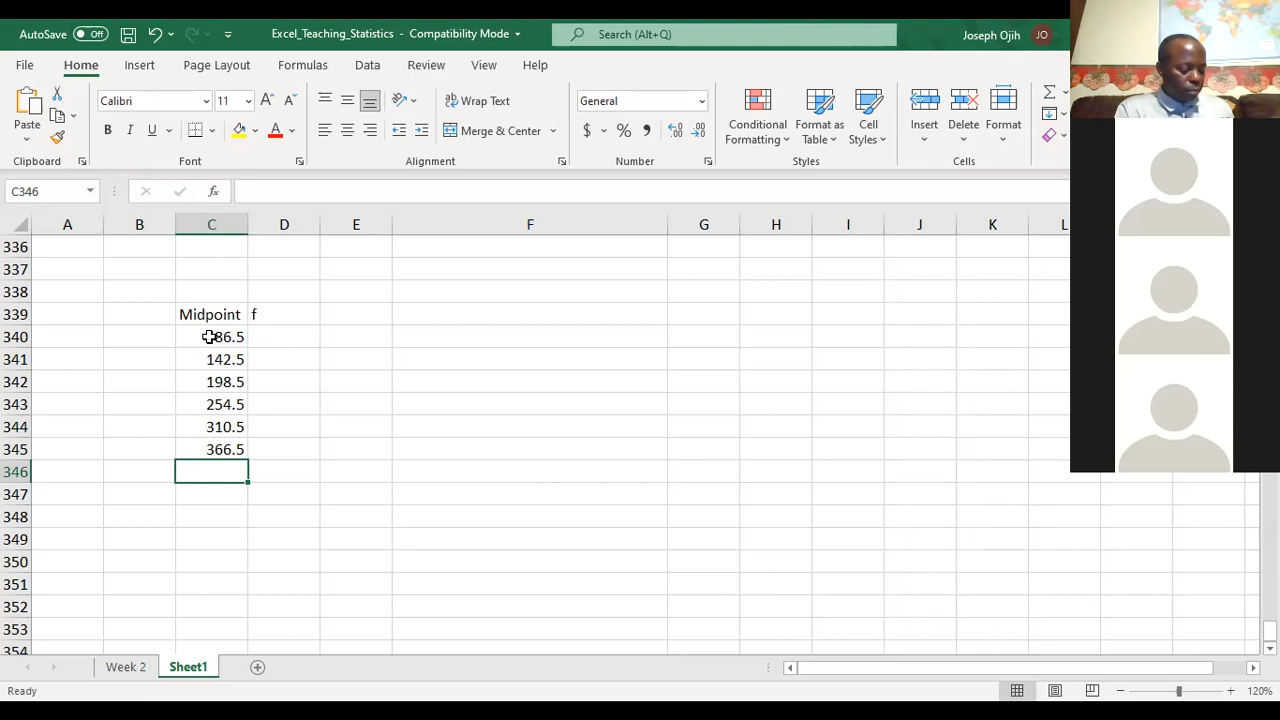 AutoSave Off Excel_Teaching_Statistics - Compatibility Mode Search (Alt+Q) Joseph Ojih JO
File Home Insert Page Layout Formulas Data Review View Help
Paste Calibri 11 A A Wrap Text General Conditional Formatting Format as Table Cell Styles Insert Delete Format
B I U A Merge & Center $ % ,
Clipboard Font Alignment Number Styles Cells
C346 fx
A B C D E F G H I J K L
336
337
338
339 Midpoint f
340 86.5
341 142.5
342 198.5
343 254.5
344 310.5
345 366.5
346
347
348
349
350
351
352
353
354
Week 2 Sheet1
Ready 120%